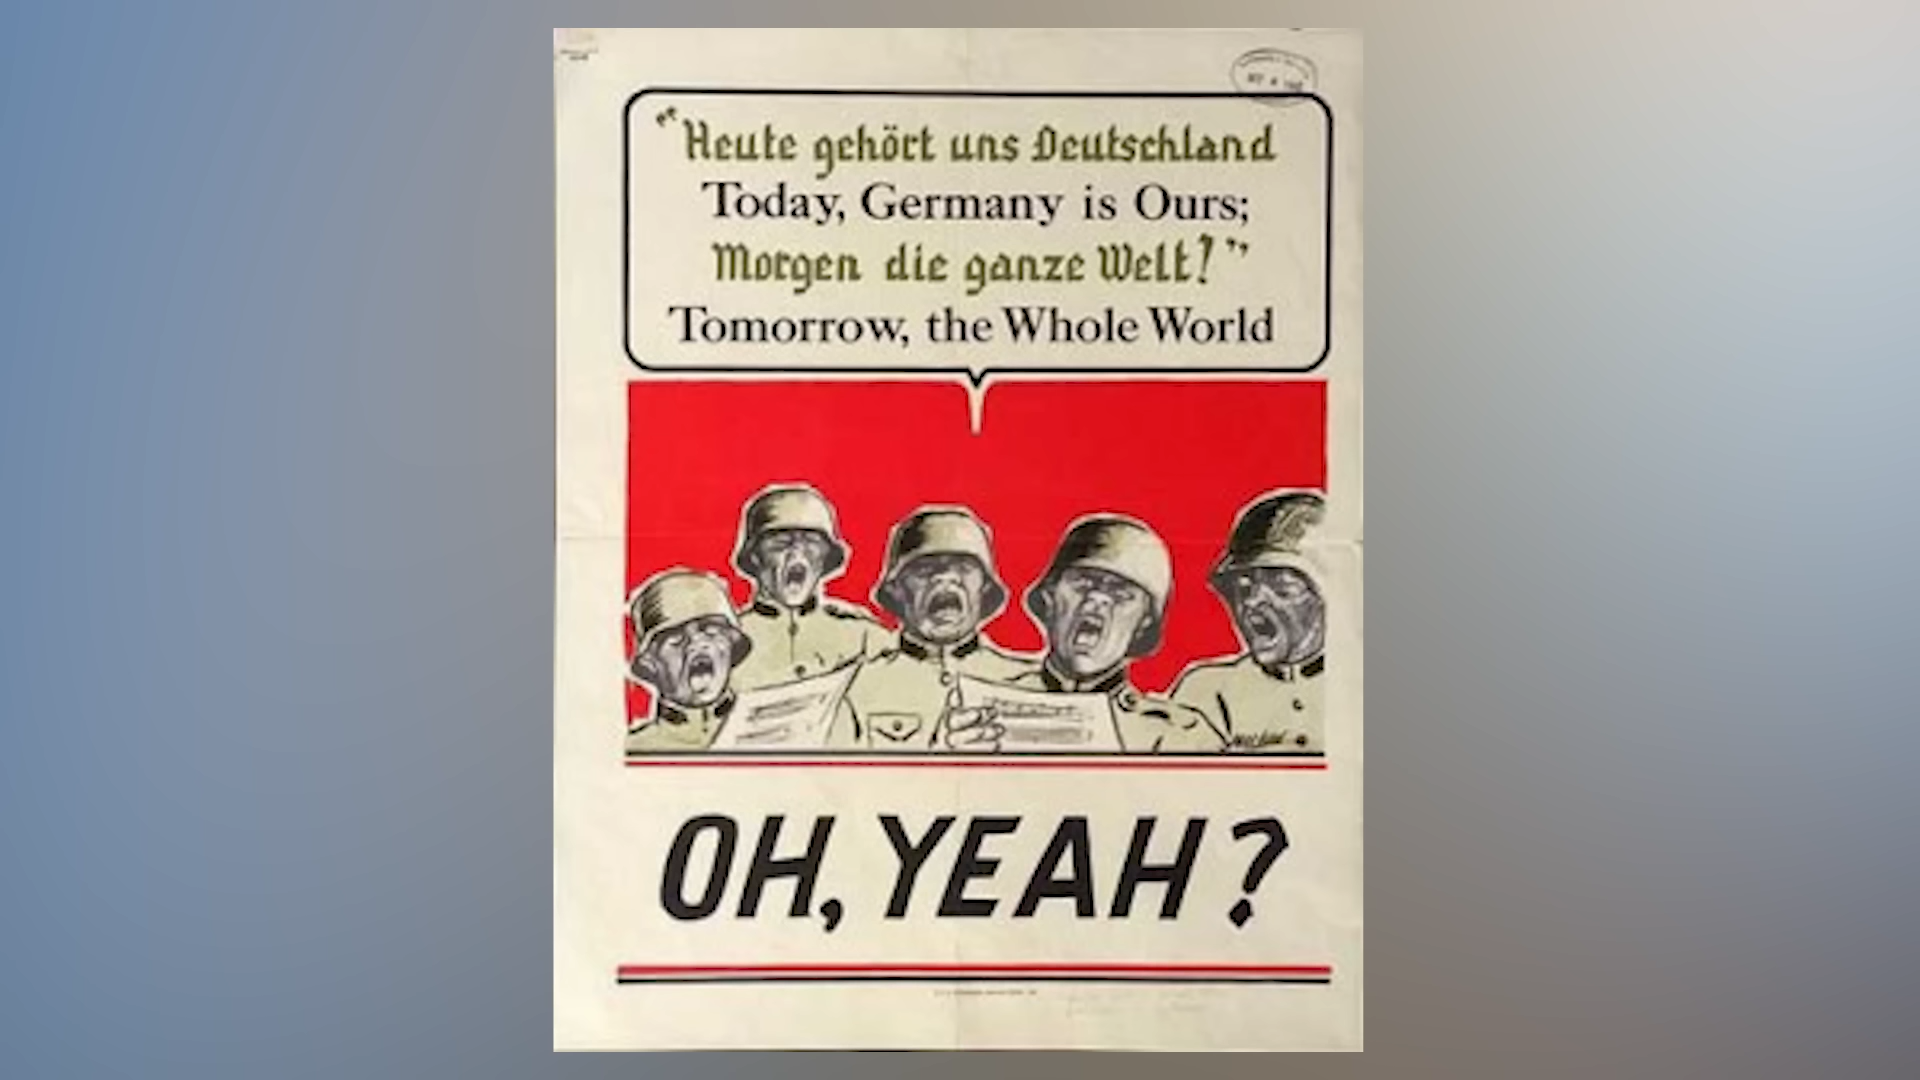 "Heute gehört uns Deutschland
Today, Germany is Ours;
Morgen die ganze Welt!"
Tomorrow, the Whole World
OH, YEAH?